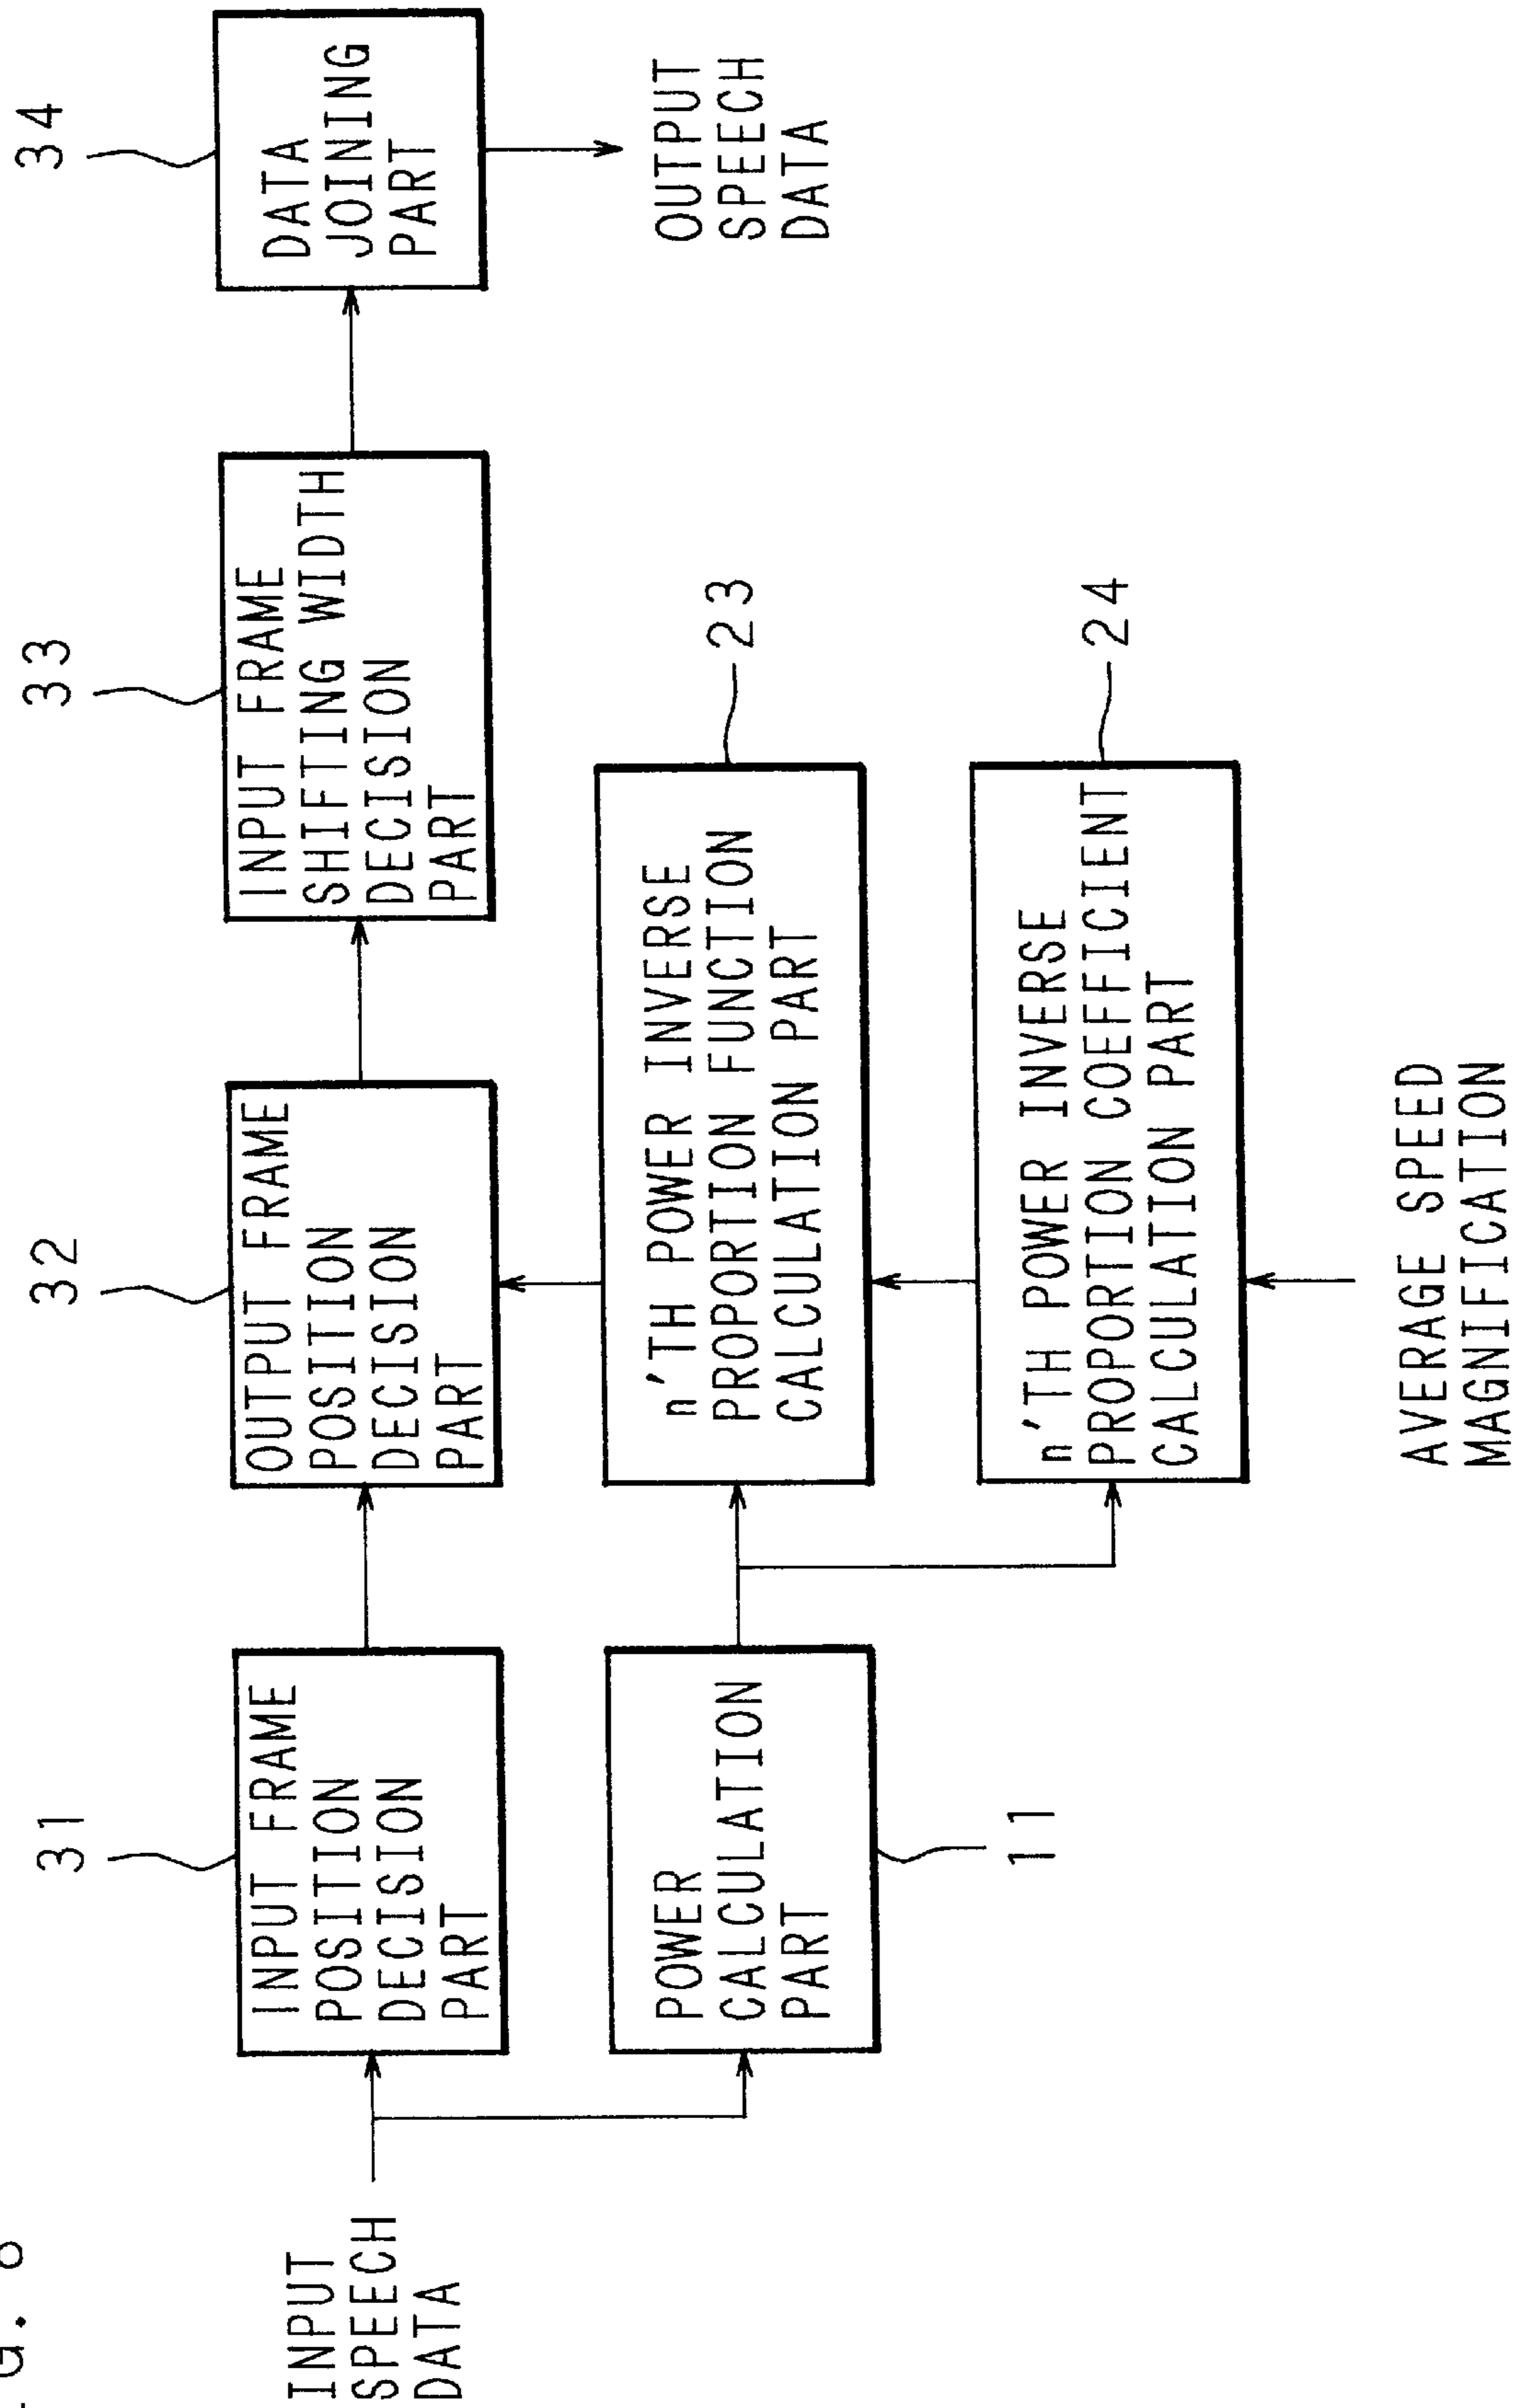 G. 8
INPUT
SPEECH
DATA
31
INPUT FRAME
POSITION
DECISION
PART
32
OUTPUT FRAME
POSITION
DECISION
PART
33
INPUT FRAME
SHIFTING WIDTH
DECISION
PART
34
DATA
JOINING
PART
OUTPUT
SPEECH
DATA
POWER
CALCULATION
PART
11
n'TH POWER INVERSE
PROPORTION FUNCTION
CALCULATION PART
23
n'TH POWER INVERSE
PROPORTION COEFFICIENT
CALCULATION PART
24
AVERAGE SPEED
MAGNIFICATION